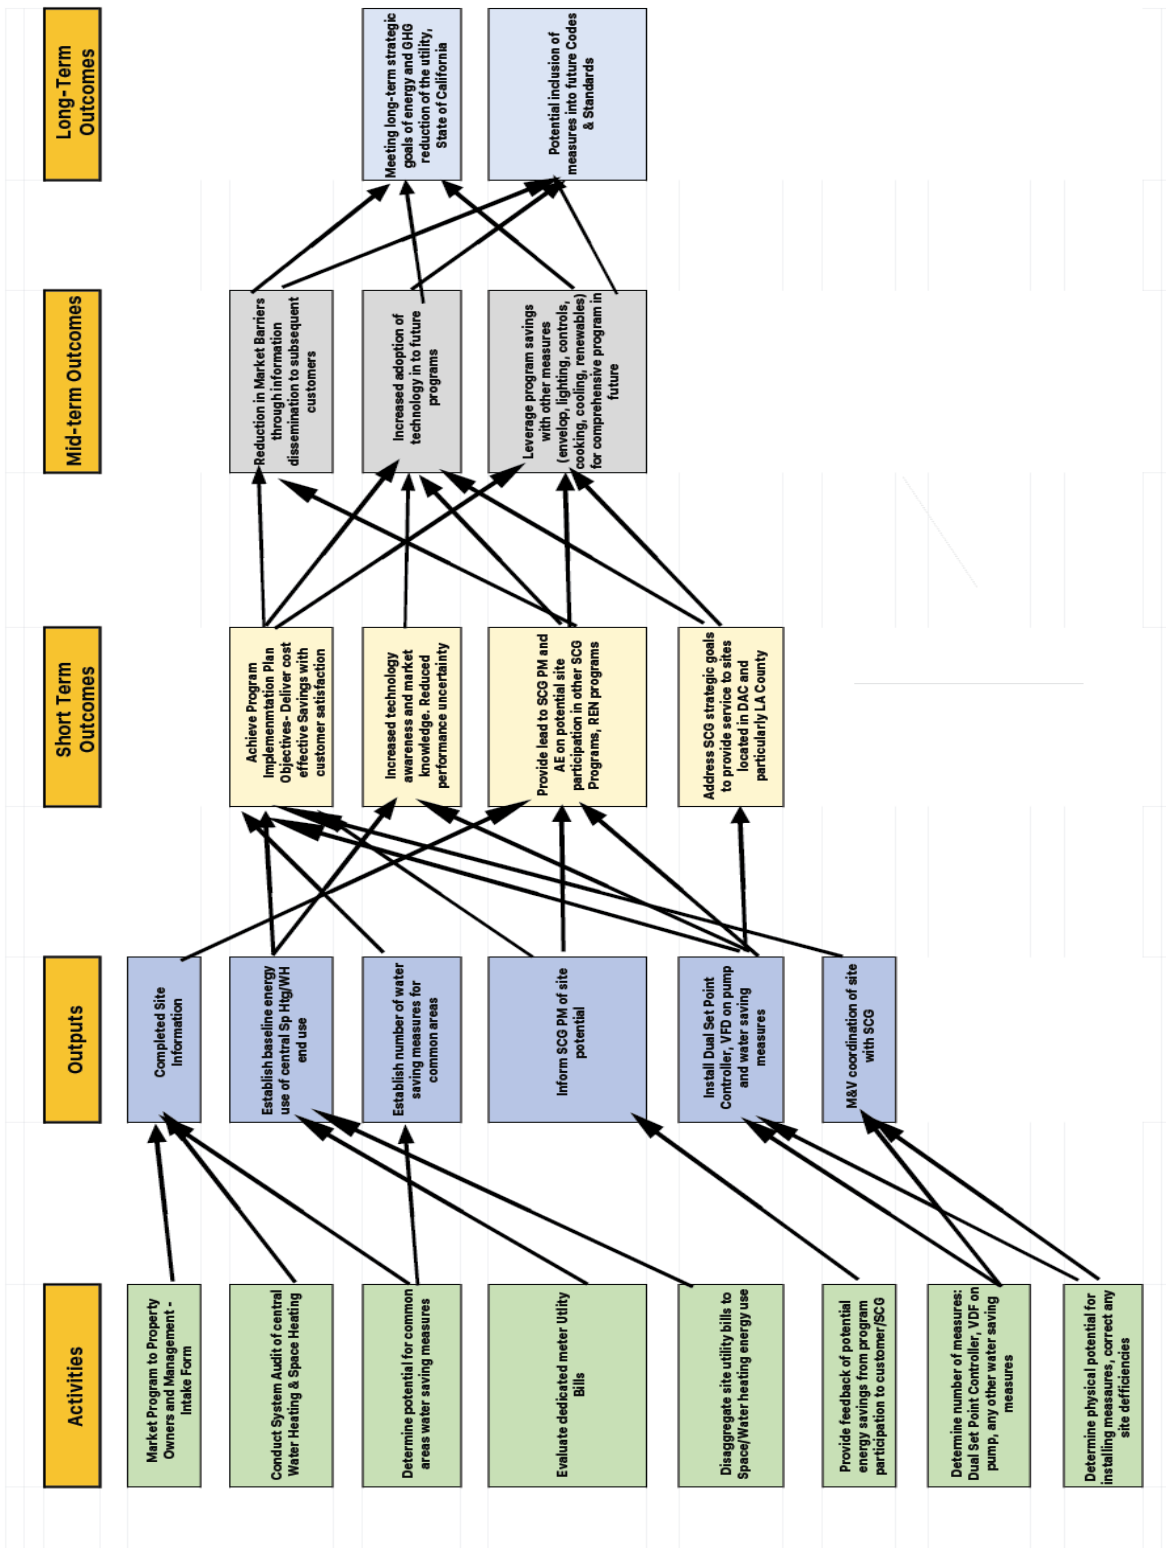 Activities
Outputs
Short Term
Outcomes
Mid-term Outcomes
Long-Term
Outcomes
Market Program to Property
Owners and Management -
Intake Form
Conduct System Audit of central
Water Heating & Space Heating
Determine potential for common
areas water saving measures
Evaluate dedicated meter Utlity
Bills
Disaggregate site utility bills to
Space/Water heating energy use
Provide feedback of potential
energy savings from program
participation to customer/SCG
Determine number of measures:
Dual Set Point Controller, VDF on
pump, any other water saving
measures
Determine physical potential for
installing measures, correct any
site defficiencies
Completed Site
Information
Establish baseline energy
use of central Sp Htg/WH
end use
Establish number of water
saving measures for
common areas
Inform SCG PM of site
potential
Install Dual Set Point
Controller, VFD on pump
and water saving
measures
M&V coordination of site
with SCG
Achieve Program
Implenmntation Plan
Objectives- Deliver cost
effective Savings with
customer satisfaction
Increased technology
awareness and market
knowledge. Reduced
performance uncertainty
Provide lead to SCG PM and
AE on potential site
participation in other SCG
Programs, REN programs
Address SCG strategic goals
to provide service to sites
located in DAC and
particularly LA County
Reduction in Market Barriers
through information
dissemination to subsequent
customers
Increased adoption of
technology in to future
programs
Leverage program savings
with other measures
(envelop, lighting, controls,
cooking, cooling, renewables)
for comprehensive program in
future
Meeting long-term strategic
goals of energy and GHG
reduction of the utility,
State of California
Potential inclusion of
measures into future Codes
& Standards